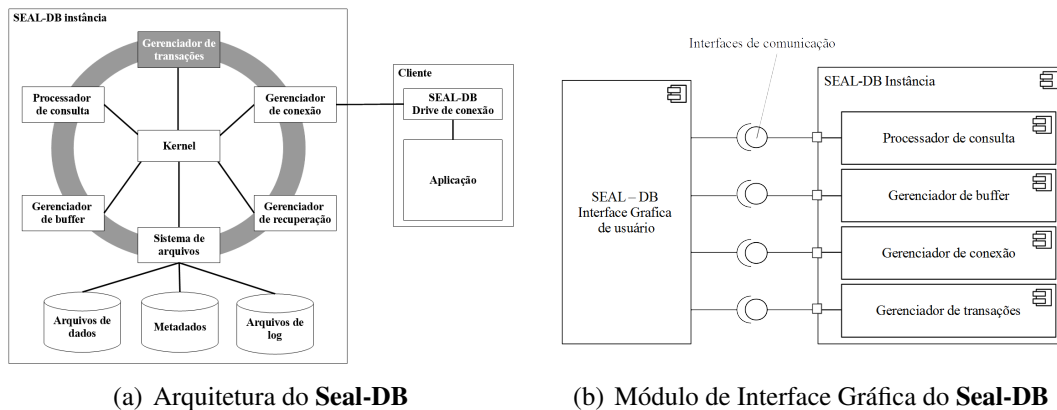 SEAL-DB instância
Gerenciador de
transações
Processador
de consulta
Gerenciador
de conexão
Kernel
Gerenciador
de buffer
Gerenciador
de recuperação
Sistema de
arquivos
Arquivos de
dados
Metadados
Arquivos de
log
Cliente
SEAL-DB
Drive de conexão
Aplicação
(a) Arquitetura do Seal-DB
Interfaces de comunicação
SEAL – DB
Interface Grafica
de usuário
SEAL-DB Instância
Processador de consulta
Gerenciador de buffer
Gerenciador de conexão
Gerenciador de transações
(b) Módulo de Interface Gráfica do Seal-DB